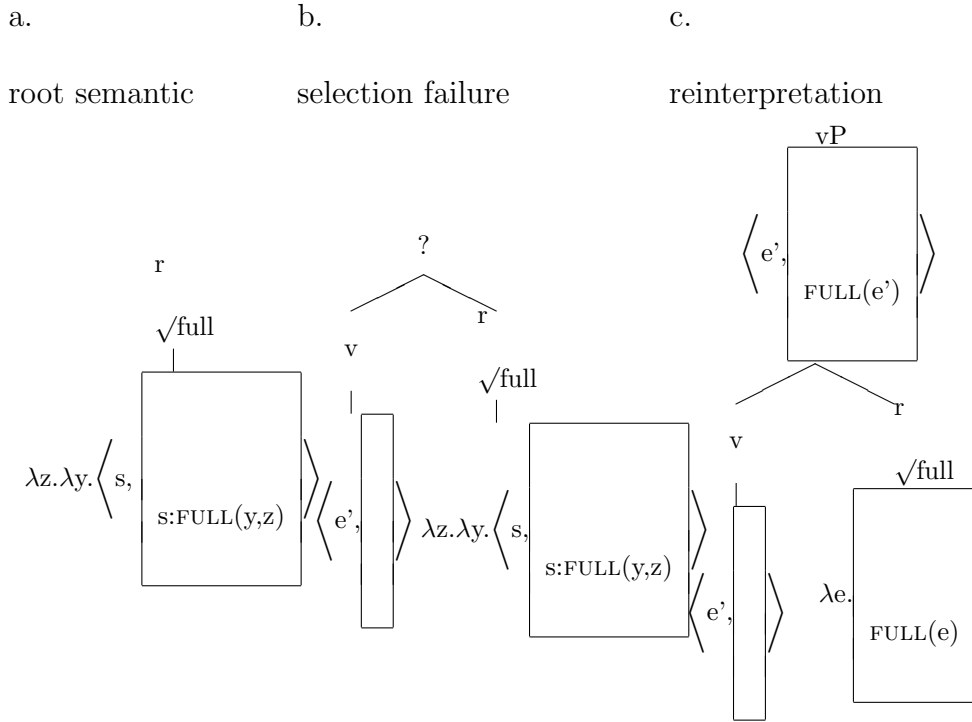 a.
b.
c.
root semantic
selection failure
reinterpretation
r
√full
λz.λy.⟨ s, s:FULL(y,z) ⟩
?
v
⟨ e', ⟩
r
√full
λz.λy.⟨ s, s:FULL(y,z) ⟩
vP
⟨ e', FULL(e') ⟩
v
⟨ e', ⟩
r
√full
λe. FULL(e)